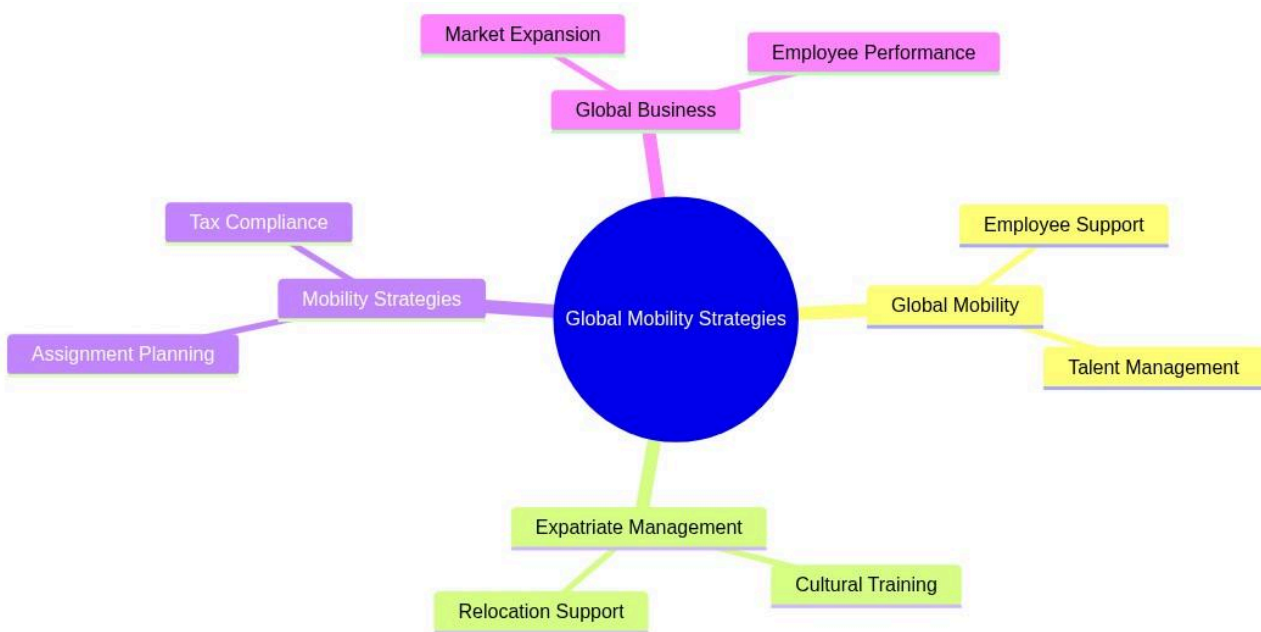 Market Expansion
Employee Performance
Global Business
Tax Compliance
Employee Support
Mobility Strategies
Global Mobility
Global Mobility Strategies
Assignment Planning
Talent Management
Expatriate Management
Cultural Training
Relocation Support